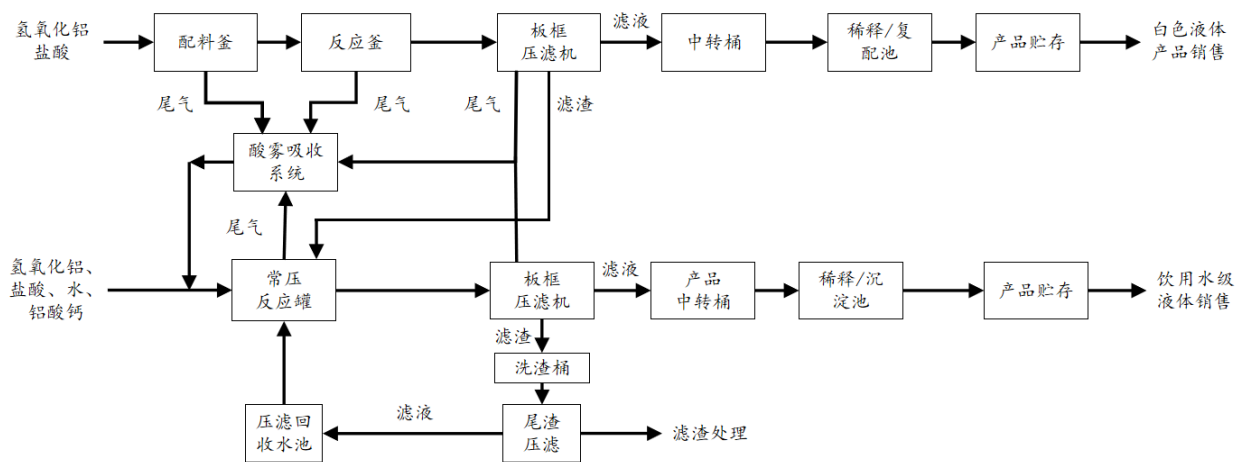 氢氧化铝
盐酸
配料釜
反应釜
板框
压滤机
滤液
中转桶
稀释/复
配池
产品贮存
白色液体
产品销售
尾气
尾气
尾气
滤渣
酸雾吸收
系统
尾气
氢氧化铝、
盐酸、水、
铝酸钙
常压
反应罐
板框
压滤机
滤液
产品
中转桶
稀释/沉
淀池
产品贮存
饮用水级
液体销售
滤渣
洗渣桶
压滤回
收水池
滤液
尾渣
压滤
滤渣处理